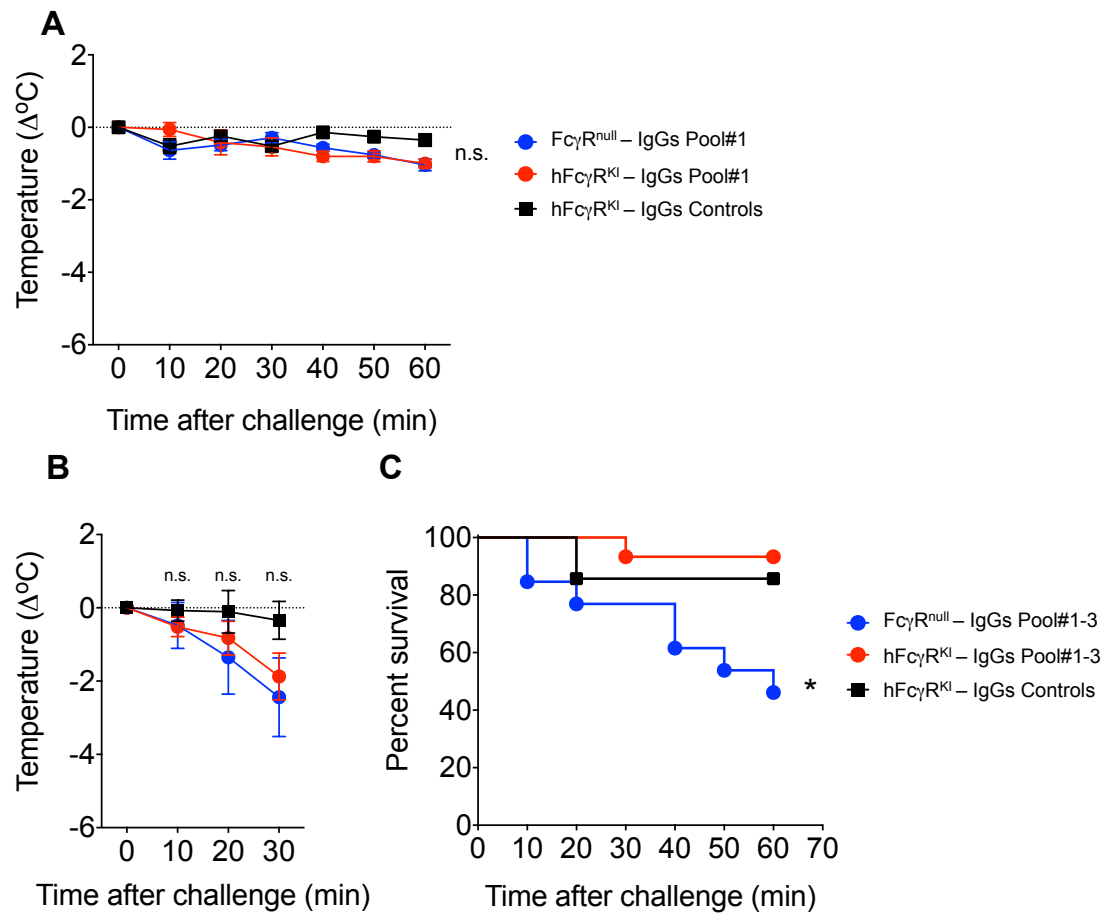 A
2
0
-2
-4
-6
Temperature (Δ⁰C)
0 10 20 30 40 50 60
Time after challenge (min)
n.s.
FcγRⁿᵘˡˡ – IgGs Pool#1
hFcγRᴷᴵ – IgGs Pool#1
hFcγRᴷᴵ – IgGs Controls
B
2
0
-2
-4
-6
Temperature (Δ⁰C)
n.s. n.s. n.s.
0 10 20 30
Time after challenge (min)
C
100
80
60
40
20
0
Percent survival
*
0 10 20 30 40 50 60 70
Time after challenge (min)
FcγRⁿᵘˡˡ – IgGs Pool#1-3
hFcγRᴷᴵ – IgGs Pool#1-3
hFcγRᴷᴵ – IgGs Controls